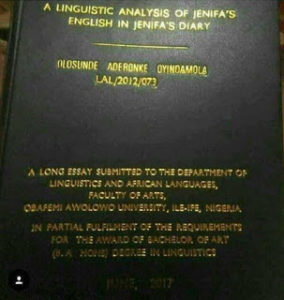 A LINGUISTIC ANALYSIS OF JENIFA'S
ENGLISH IN JENIFA'S DIARY
OLOSUNDE ADERONKE OYINDAMOLA
LAL/2012/073
A LONG ESSAY SUBMITTED TO THE DEPARTMENT OF
LINGUISTICS AND AFRICAN LANGUAGES,
FACULTY OF ARTS,
OBAFEMI AWOLOWO UNIVERSITY, ILE-IFE, NIGERIA
IN PARTIAL FULFILMENT OF THE REQUIREMENTS
FOR THE AWARD OF BACHELOR OF ART
(B. A HONS) DEGREE IN LINGUISTICS
JUNE, 2017